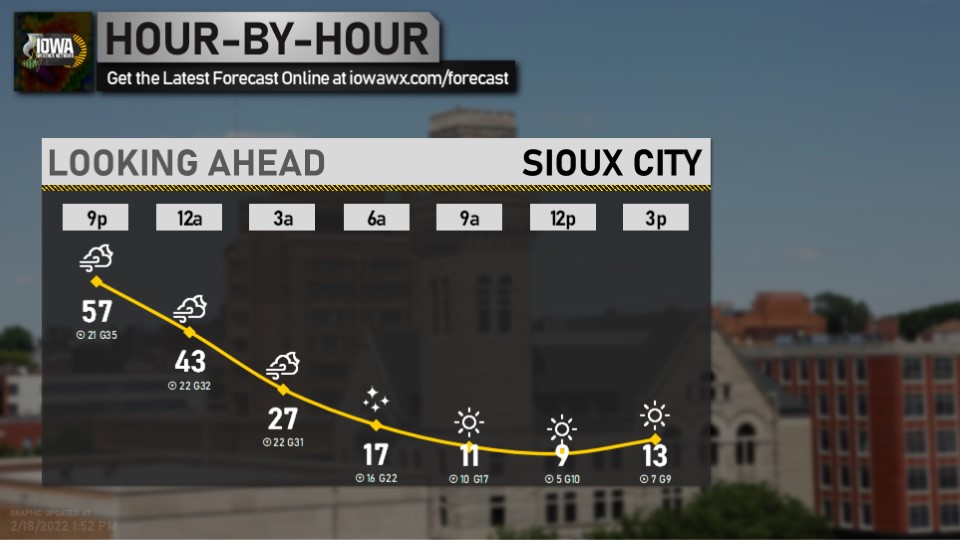 IOWA
HOUR-BY-HOUR
Get the Latest Forecast Online at iowawx.com/forecast
LOOKING AHEAD SIOUX CITY
9p 12a 3a 6a 9a 12p 3p
57
21 G35
43
22 G32
27
22 G31
17
16 G22
11
10 G17
9
5 G10
13
7 G9
GRAPHIC UPDATED AT
2/18/2022 1:52 PM